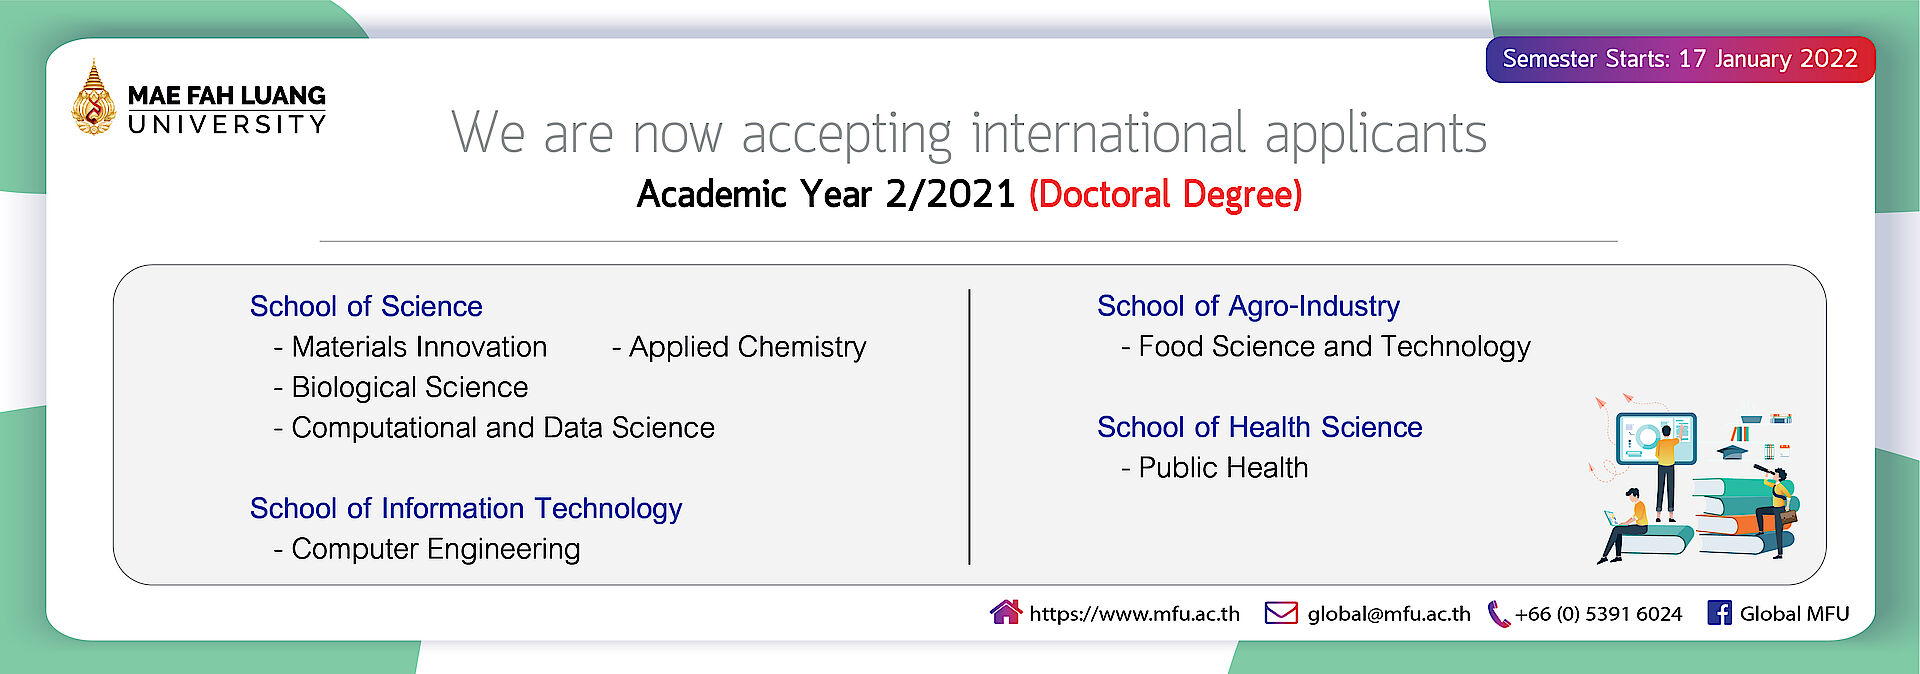 Semester Starts: 17 January 2022
MAE FAH LUANG
UNIVERSITY
We are now accepting international applicants
Academic Year 2/2021 (Doctoral Degree)
School of Science
- Materials Innovation - Applied Chemistry
- Biological Science
- Computational and Data Science
School of Information Technology
- Computer Engineering
School of Agro-Industry
- Food Science and Technology
School of Health Science
- Public Health
https://www.mfu.ac.th global@mfu.ac.th +66 (0) 5391 6024 Global MFU